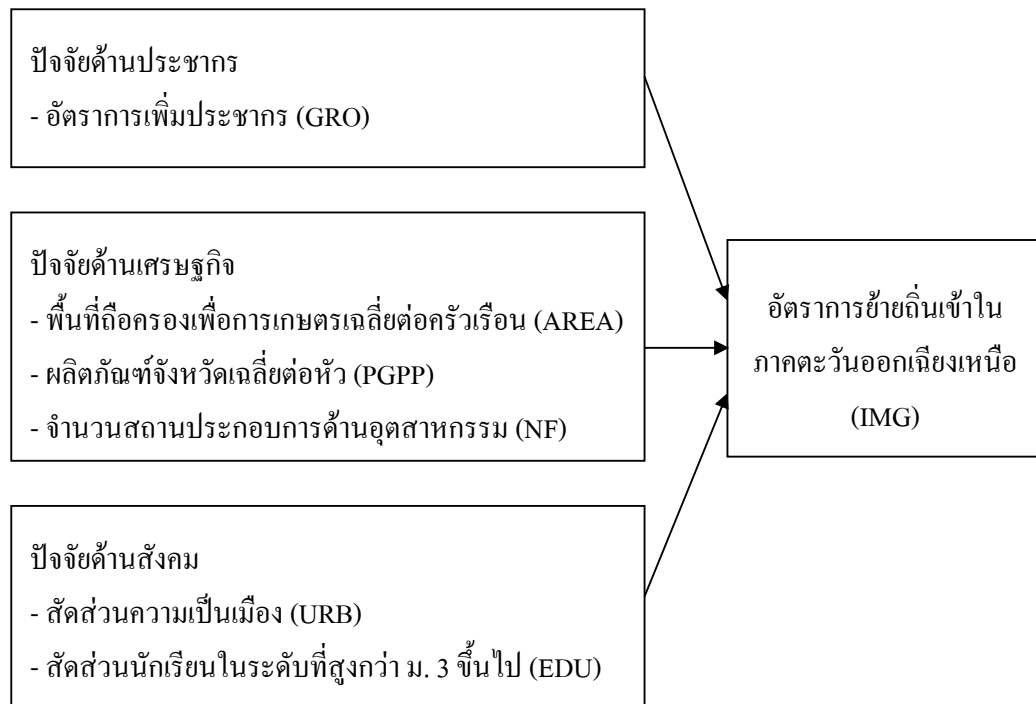 ปัจจัยด้านประชากร
- อัตราการเพิ่มประชากร (GRO)
ปัจจัยด้านเศรษฐกิจ
- พื้นที่ถือครองเพื่อการเกษตรเฉลี่ยต่อครัวเรือน (AREA)
- ผลิตภัณฑ์จังหวัดเฉลี่ยต่อหัว (PGPP)
- จำนวนสถานประกอบการด้านอุตสาหกรรม (NF)
ปัจจัยด้านสังคม
- สัดส่วนความเป็นเมือง (URB)
- สัดส่วนนักเรียนในระดับที่สูงกว่า ม. 3 ขึ้นไป (EDU)
อัตราการย้ายถิ่นเข้าใน
ภาคตะวันออกเฉียงเหนือ
(IMG)